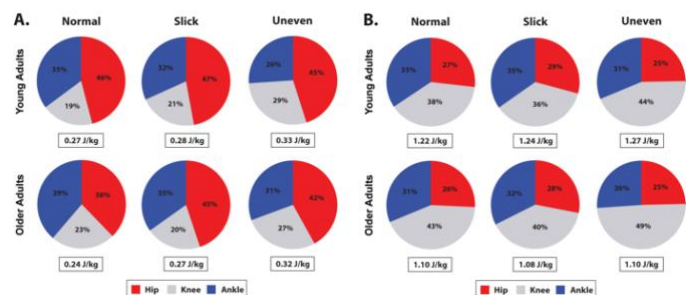 A.
Normal Slick Uneven
Young Adults
35% 46% 19%
32% 47% 21%
26% 45% 29%
0.27 J/kg 0.28 J/kg 0.33 J/kg
Older Adults
39% 38% 23%
35% 45% 20%
31% 42% 27%
0.24 J/kg 0.27 J/kg 0.32 J/kg
Hip Knee Ankle
B.
Normal Slick Uneven
Young Adults
35% 27% 38%
35% 29% 36%
31% 25% 44%
1.22 J/kg 1.24 J/kg 1.27 J/kg
Older Adults
31% 26% 43%
32% 28% 40%
26% 25% 49%
1.10 J/kg 1.08 J/kg 1.10 J/kg
Hip Knee Ankle